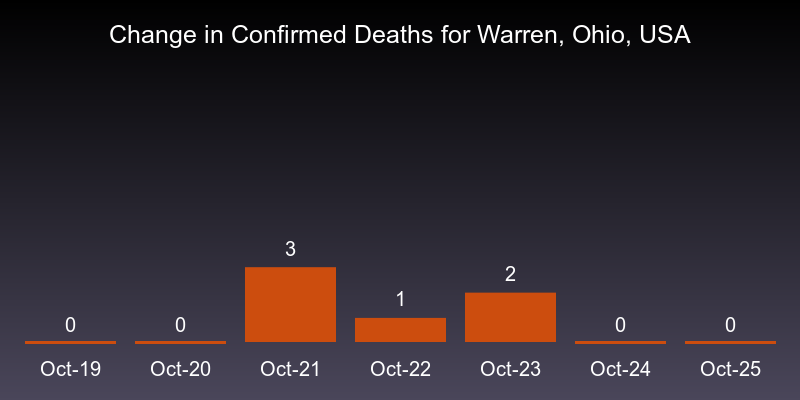 Change in Confirmed Deaths for Warren, Ohio, USA
0 0 3 1 2 0 0
Oct-19 Oct-20 Oct-21 Oct-22 Oct-23 Oct-24 Oct-25